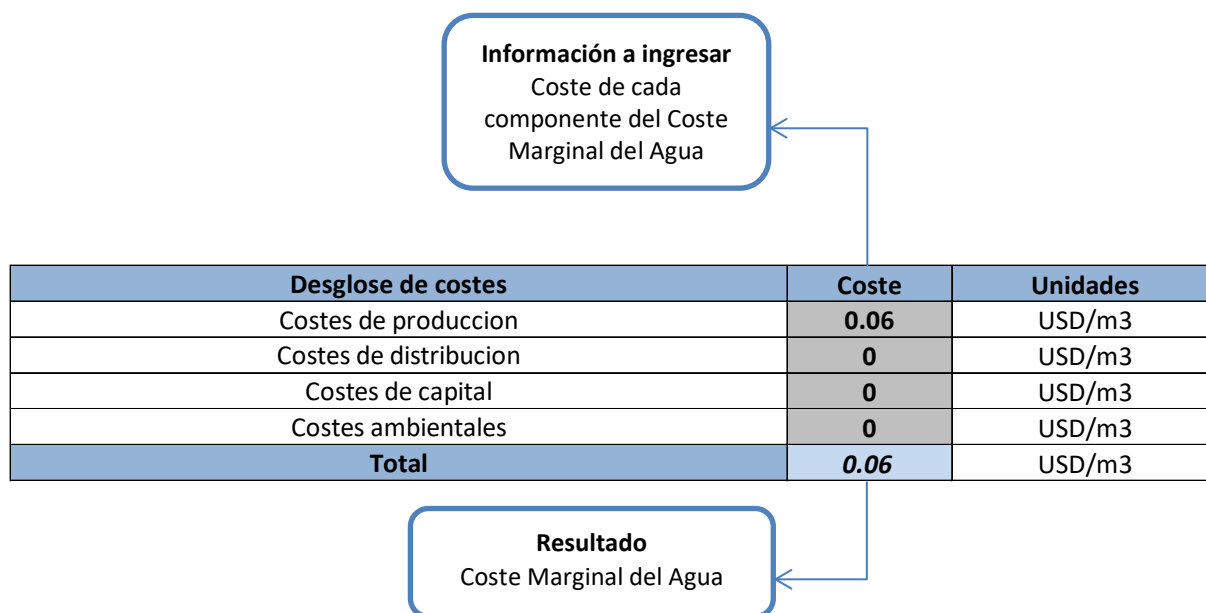 Información a ingresar
Coste de cada
componente del Coste
Marginal del Agua
Desglose de costes Coste Unidades
Costes de produccion 0.06 USD/m3
Costes de distribucion 0 USD/m3
Costes de capital 0 USD/m3
Costes ambientales 0 USD/m3
Total 0.06 USD/m3
Resultado
Coste Marginal del Agua